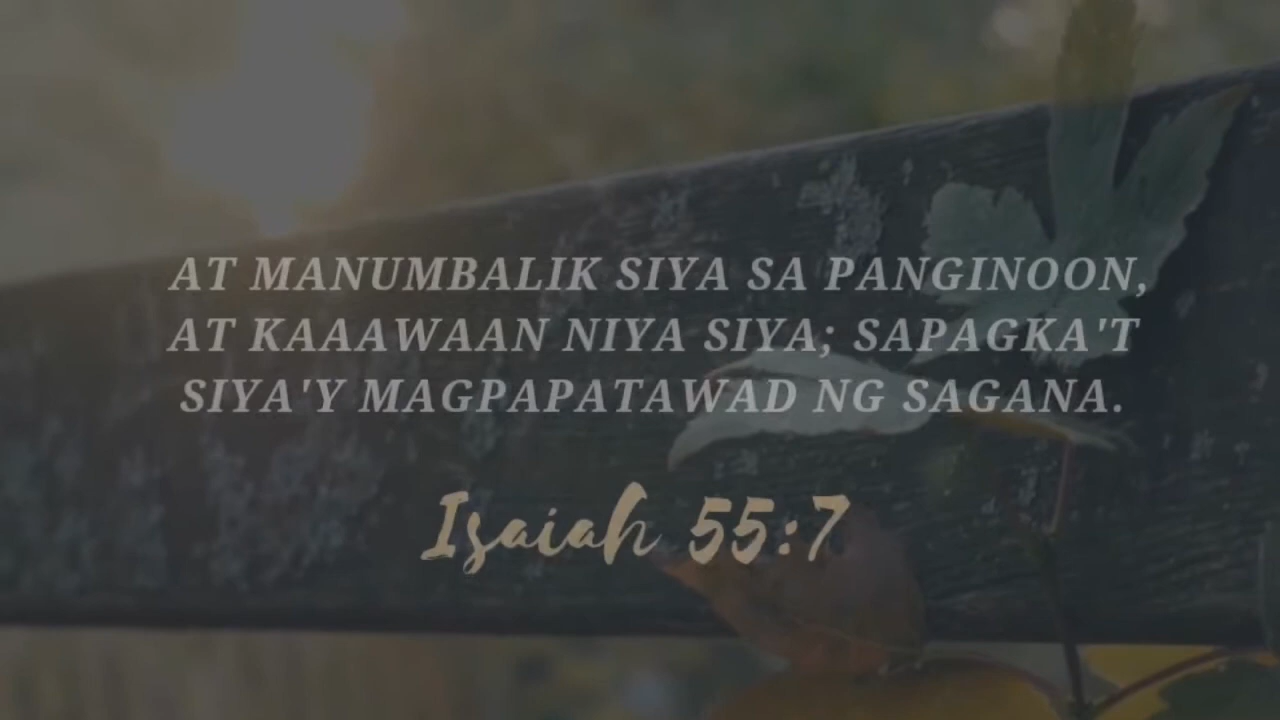 AT MANUMBALIK SIYA SA PANGINOON,
AT KAAAWAAN NIYA SIYA; SAPAGKA'T
SIYA'Y MAGPAPATAWAD NG SAGANA.
Isaiah 55:7